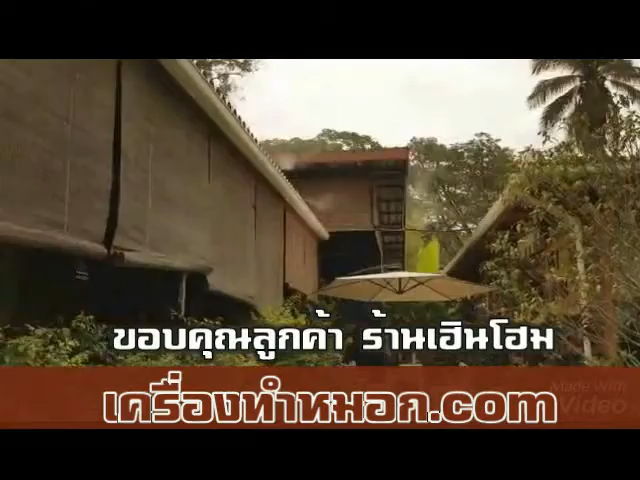 ขอบคุณลูกค้า ร้านเฮินโฮม
เครื่องทำหมอก.com
Made With
Video